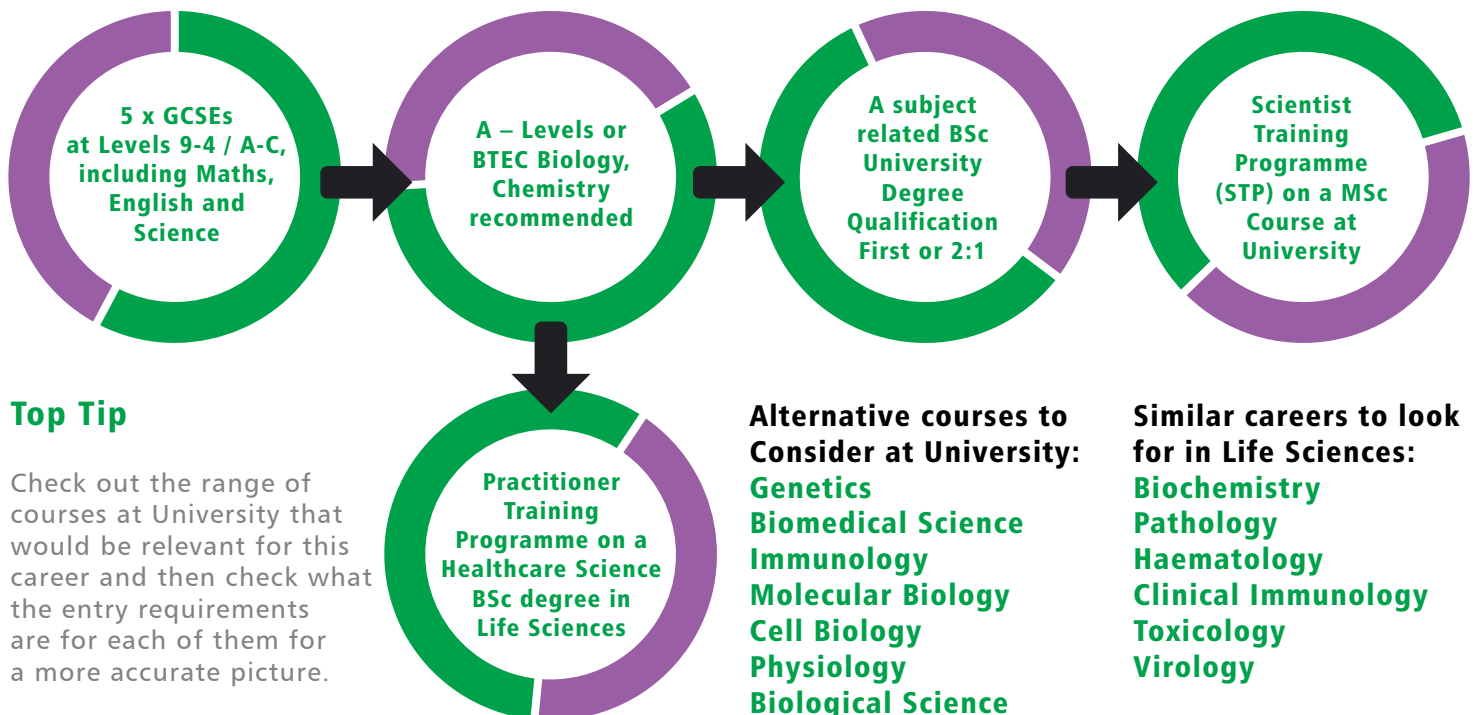 5 x GCSEs
at Levels 9-4 / A-C,
including Maths,
English and
Science
A – Levels or
BTEC Biology,
Chemistry
recommended
A subject
related BSc
University
Degree
Qualification
First or 2:1
Scientist
Training
Programme
(STP) on a MSc
Course at
University
Top Tip
Check out the range of
courses at University that
would be relevant for this
career and then check what
the entry requirements
are for each of them for
a more accurate picture.
Practitioner
Training
Programme on a
Healthcare Science
BSc degree in
Life Sciences
Alternative courses to
Consider at University:
Genetics
Biomedical Science
Immunology
Molecular Biology
Cell Biology
Physiology
Biological Science
Similar careers to look
for in Life Sciences:
Biochemistry
Pathology
Haematology
Clinical Immunology
Toxicology
Virology